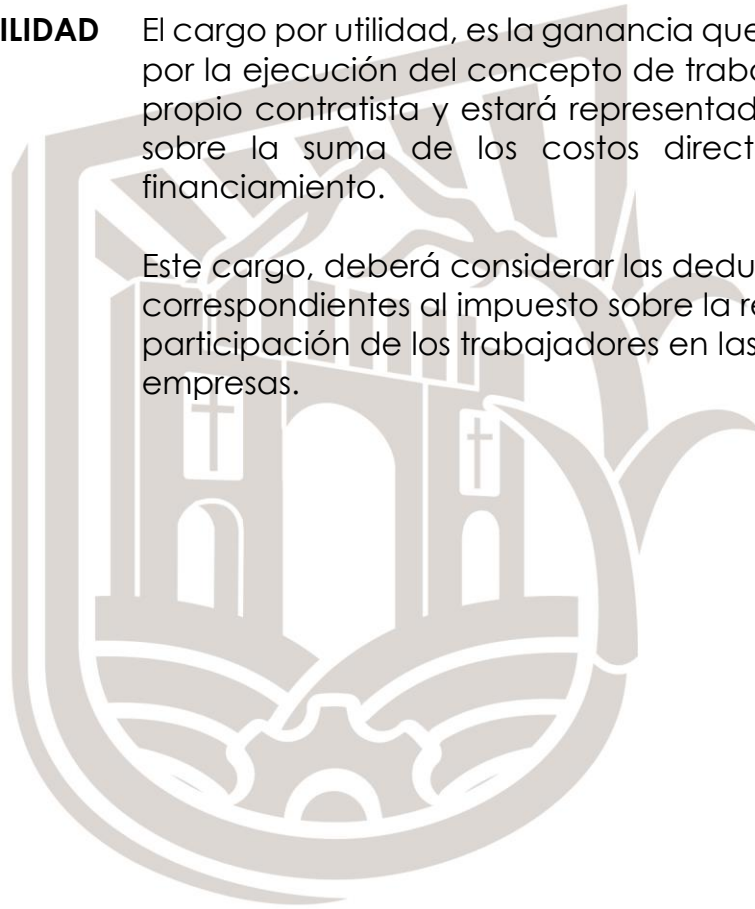 ILIDAD El cargo por utilidad, es la ganancia que
por la ejecución del concepto de trab
propio contratista y estará representad
sobre la suma de los costos direct
financiamiento.
Este cargo, deberá considerar las dedu
correspondientes al impuesto sobre la re
participación de los trabajadores en las
empresas.